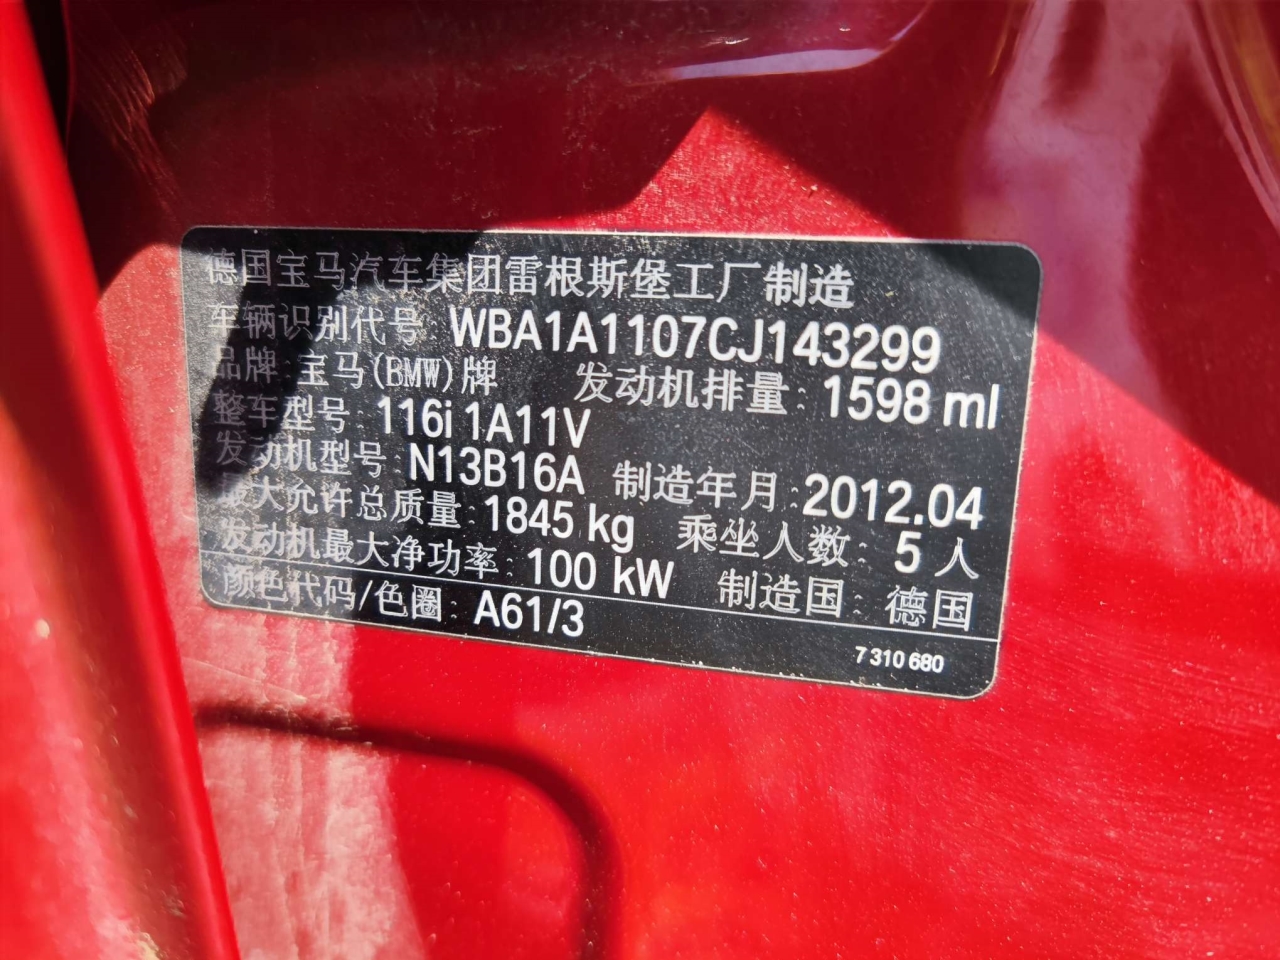 德国宝马汽车集团雷根斯堡工厂制造
车辆识别代号: WBA1A1107CJ143299
品牌: 宝马(BMW)牌 发动机排量: 1598 ml
整车型号: 116i 1A11V
发动机型号: N13B16A 制造年月: 2012.04
最大允许总质量: 1845 kg 乘坐人数: 5 人
发动机最大净功率: 100 kW 制造国: 德国
颜色代码/色圈: A61/3
7 310 680